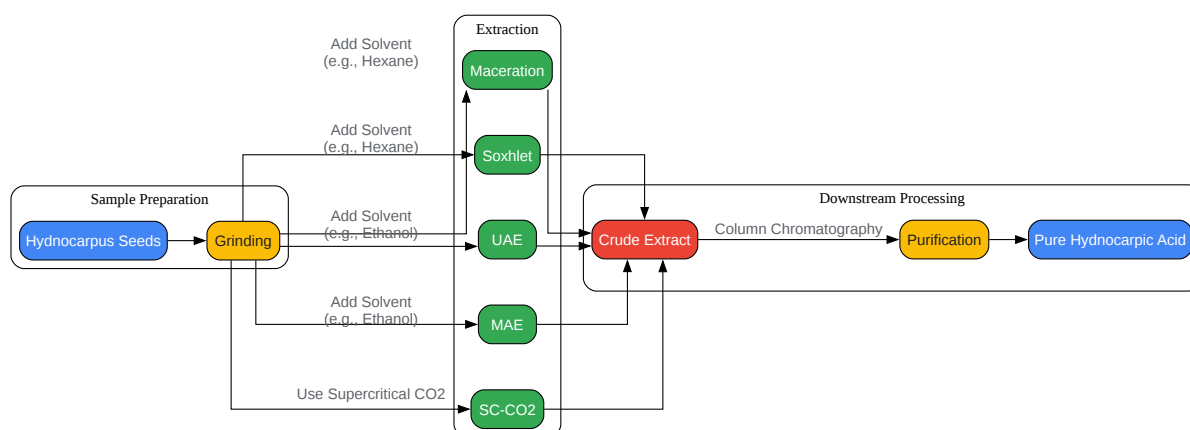 Extraction
Add Solvent
(e.g., Hexane)
Maceration
Add Solvent
(e.g., Hexane)
Soxhlet
Sample Preparation
Downstream Processing
Hydnocarpus Seeds
Grinding
Add Solvent
(e.g., Ethanol)
UAE
Crude Extract
Column Chromatography
Purification
Pure Hydnocarpic Acid
Add Solvent
(e.g., Ethanol)
MAE
Use Supercritical CO2
SC-CO2